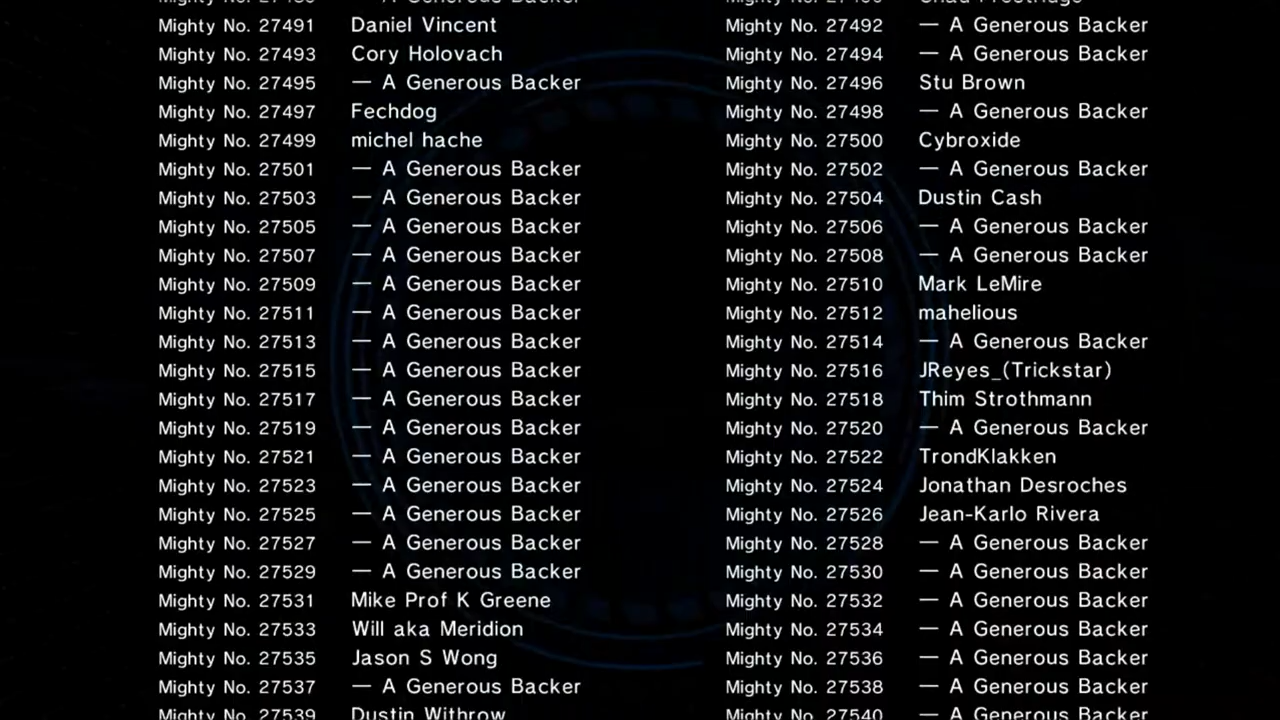 Mighty No. 27491 Daniel Vincent Mighty No. 27492 — A Generous Backer
Mighty No. 27493 Cory Holovach Mighty No. 27494 — A Generous Backer
Mighty No. 27495 — A Generous Backer Mighty No. 27496 Stu Brown
Mighty No. 27497 Fechdog Mighty No. 27498 — A Generous Backer
Mighty No. 27499 michel hache Mighty No. 27500 Cybroxide
Mighty No. 27501 — A Generous Backer Mighty No. 27502 — A Generous Backer
Mighty No. 27503 — A Generous Backer Mighty No. 27504 Dustin Cash
Mighty No. 27505 — A Generous Backer Mighty No. 27506 — A Generous Backer
Mighty No. 27507 — A Generous Backer Mighty No. 27508 — A Generous Backer
Mighty No. 27509 — A Generous Backer Mighty No. 27510 Mark LeMire
Mighty No. 27511 — A Generous Backer Mighty No. 27512 mahelious
Mighty No. 27513 — A Generous Backer Mighty No. 27514 — A Generous Backer
Mighty No. 27515 — A Generous Backer Mighty No. 27516 JReyes_(Trickstar)
Mighty No. 27517 — A Generous Backer Mighty No. 27518 Thim Strothmann
Mighty No. 27519 — A Generous Backer Mighty No. 27520 — A Generous Backer
Mighty No. 27521 — A Generous Backer Mighty No. 27522 TrondKlakken
Mighty No. 27523 — A Generous Backer Mighty No. 27524 Jonathan Desroches
Mighty No. 27525 — A Generous Backer Mighty No. 27526 Jean-Karlo Rivera
Mighty No. 27527 — A Generous Backer Mighty No. 27528 — A Generous Backer
Mighty No. 27529 — A Generous Backer Mighty No. 27530 — A Generous Backer
Mighty No. 27531 Mike Prof K Greene Mighty No. 27532 — A Generous Backer
Mighty No. 27533 Will aka Meridion Mighty No. 27534 — A Generous Backer
Mighty No. 27535 Jason S Wong Mighty No. 27536 — A Generous Backer
Mighty No. 27537 — A Generous Backer Mighty No. 27538 — A Generous Backer
Mighty No. 27539 Dustin Withrow Mighty No. 27540 — A Generous Backer